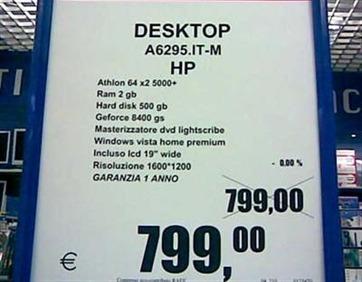 DESKTOP
A6295.IT-M
HP
Athlon 64 x2 5000+
Ram 2 gb
Hard disk 500 gb
Geforce 8400 gs
Masterizzatore dvd lightscribe
Windows vista home premium
Incluso lcd 19" wide
Risoluzione 1600*1200
- 0.00 %
GARANZIA 1 ANNO
799,00
€ 799,00